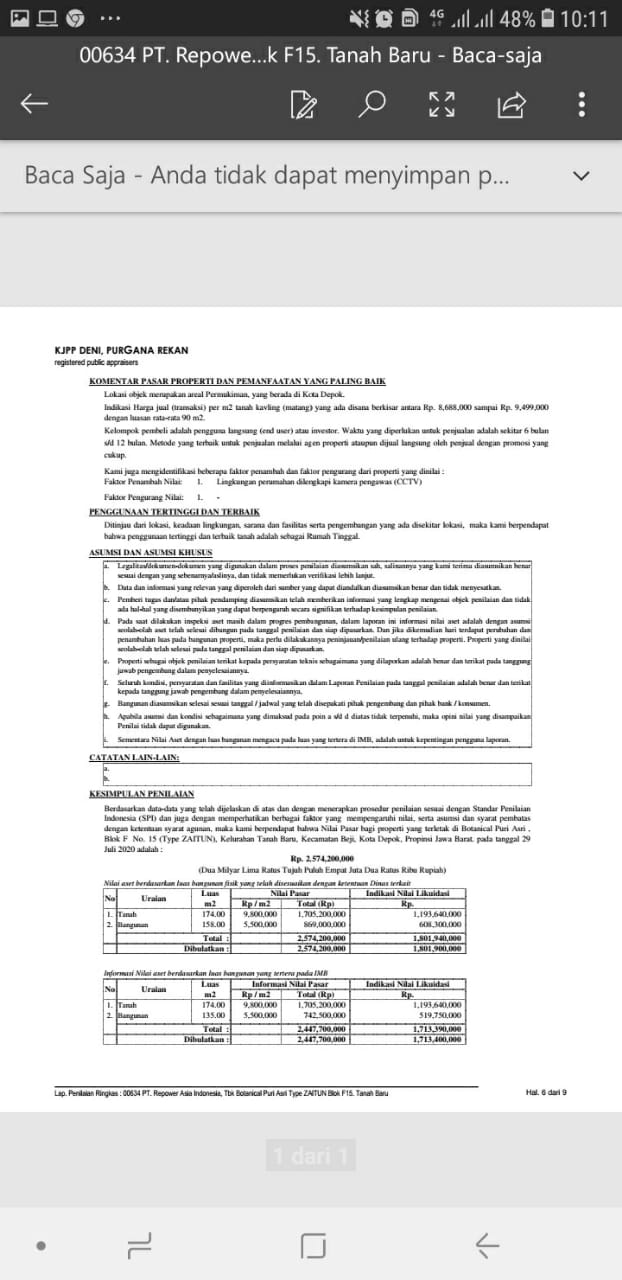 4G 48% 10:11
00634 PT. Repowe...k F15. Tanah Baru - Baca-saja
Baca Saja - Anda tidak dapat menyimpan p...
KJPP DENI, PURGANA REKAN
registered public appraisers
KOMENTAR PASAR PROPERTI DAN PEMANFAATAN YANG PALING BAIK
Lokasi objek merupakan areal Permukiman, yang berada di Kota Depok.
Indikasi Harga jual (transaksi) per m2 tanah kavling (matang) yang ada disana berkisar antara Rp. 8,688,000 sampai Rp. 9,499,000
dengan luasan rata-rata 90 m2.
Kelompok pembeli adalah pengguna langsung (end user) atau investor. Waktu yang diperlukan untuk penjualan adalah sekitar 6 bulan
s/d 12 bulan. Metode yang terbaik untuk penjualan melalui agen properti ataupun dijual langsung oleh penjual dengan promosi yang
cukup.
Kami juga mengidentifikasi beberapa faktor penambah dan faktor pengurang dari properti yang dinilai :
Faktor Penambah Nilai: 1. Lingkungan perumahan dilengkapi kamera pengawas (CCTV)
Faktor Pengurang Nilai: 1. -
PENGGUNAAN TERTINGGI DAN TERBAIK
Ditinjau dari lokasi, keadaan lingkungan, sarana dan fasilitas serta pengembangan yang ada disekitar lokasi, maka kami berpendapat
bahwa penggunaan tertinggi dan terbaik tanah adalah sebagai Rumah Tinggal.
ASUMSI DAN ASUMSI KHUSUS
a. Legalitas/dokumen-dokumen yang digunakan dalam proses penilaian diasumsikan sah, salinannya yang kami terima diasumsikan benar
sesuai dengan yang sebenarnya/aslinya, dan tidak memerlukan verifikasi lebih lanjut.
b. Data dan informasi yang relevan yang diperoleh dari sumber yang dapat diandalkan diasumsikan benar dan tidak menyesatkan.
c. Pemberi tugas dan/atau pihak pendamping diasumsikan telah memberikan informasi yang lengkap mengenai objek penilaian dan tidak
ada hal-hal yang disembunyikan yang dapat berpengaruh secara signifikan terhadap kesimpulan penilaian.
d. Pada saat dilakukan inspeksi aset masih dalam progres pembangunan, dalam laporan ini informasi nilai aset adalah dengan asumsi
seolah-olah aset telah selesai dibangun pada tanggal penilaian dan siap dipasarkan. Dan jika dikemudian hari terdapat perubahan dan
penambahan luas pada bangunan properti, maka perlu dilakukannya peninjauan/penilaian ulang terhadap properti. Properti yang dinilai
seolah-olah telah selesai pada tanggal penilaian dan siap dipasarkan.
e. Properti sebagai objek penilaian terikat kepada persyaratan teknis sebagaimana yang dilaporkan adalah benar dan terikat pada tanggung
jawab pengembang dalam penyelesaiannya.
f. Seluruh kondisi, persyaratan dan fasilitas yang diinformasikan dalam Laporan Penilaian pada tanggal penilaian adalah benar dan terikat
kepada tanggung jawab pengembang dalam penyelesaiannya.
g. Bangunan diasumsikan selesai sesuai tanggal / jadwal yang telah disepakati pihak pengembang dan pihak bank / konsumen.
h. Apabila asumsi dan kondisi sebagaimana yang dimaksud pada poin a s/d d diatas tidak terpenuhi, maka opini nilai yang disampaikan
Penilai tidak dapat digunakan.
i. Sementara Nilai Aset dengan luas bangunan mengacu pada luas yang tertera di IMB, adalah untuk kepentingan pengguna laporan.
CATATAN LAIN-LAIN:
a.
b.
KESIMPULAN PENILAIAN
Berdasarkan data-data yang telah dijelaskan di atas dan dengan menerapkan prosedur penilaian sesuai dengan Standar Penilaian
Indonesia (SPI) dan juga dengan memperhatikan berbagai faktor yang mempengaruhi nilai, serta asumsi dan syarat pembatas
dengan ketentuan syarat agunan, maka kami berpendapat bahwa Nilai Pasar bagi properti yang terletak di Botanical Puri Asri ,
Blok F No. 15 (Type ZAITUN), Kelurahan Tanah Baru, Kecamatan Beji, Kota Depok, Propinsi Jawa Barat. pada tanggal 29
Juli 2020 adalah :
Rp. 2,574,200,000
(Dua Milyar Lima Ratus Tujuh Puluh Empat Juta Dua Ratus Ribu Rupiah)
Nilai aset berdasarkan luas bangunan fisik yang telah disesuaikan dengan ketentuan Dinas terkait
No Uraian Luas Nilai Pasar Indikasi Nilai Likuidasi
m2 Rp / m2 Total (Rp) Rp.
1. Tanah 174.00 9,800,000 1,705,200,000 1,193,640,000
2. Bangunan 158.00 5,500,000 869,000,000 608,300,000
Total : 2,574,200,000 1,801,940,000
Dibulatkan : 2,574,200,000 1,801,900,000
Informasi Nilai aset berdasarkan luas bangunan yang tertera pada IMB
No Uraian Luas Informasi Nilai Pasar Indikasi Nilai Likuidasi
m2 Rp / m2 Total (Rp) Rp.
1. Tanah 174.00 9,800,000 1,705,200,000 1,193,640,000
2. Bangunan 135.00 5,500,000 742,500,000 519,750,000
Total : 2,447,700,000 1,713,390,000
Dibulatkan : 2,447,700,000 1,713,400,000
Lap. Penilaian Ringkas : 00634 PT. Repower Asia Indonesia, Tbk Botanical Puri Asri Type ZAITUN Blok F15. Tanah Baru Hal. 6 dari 9
1 dari 1